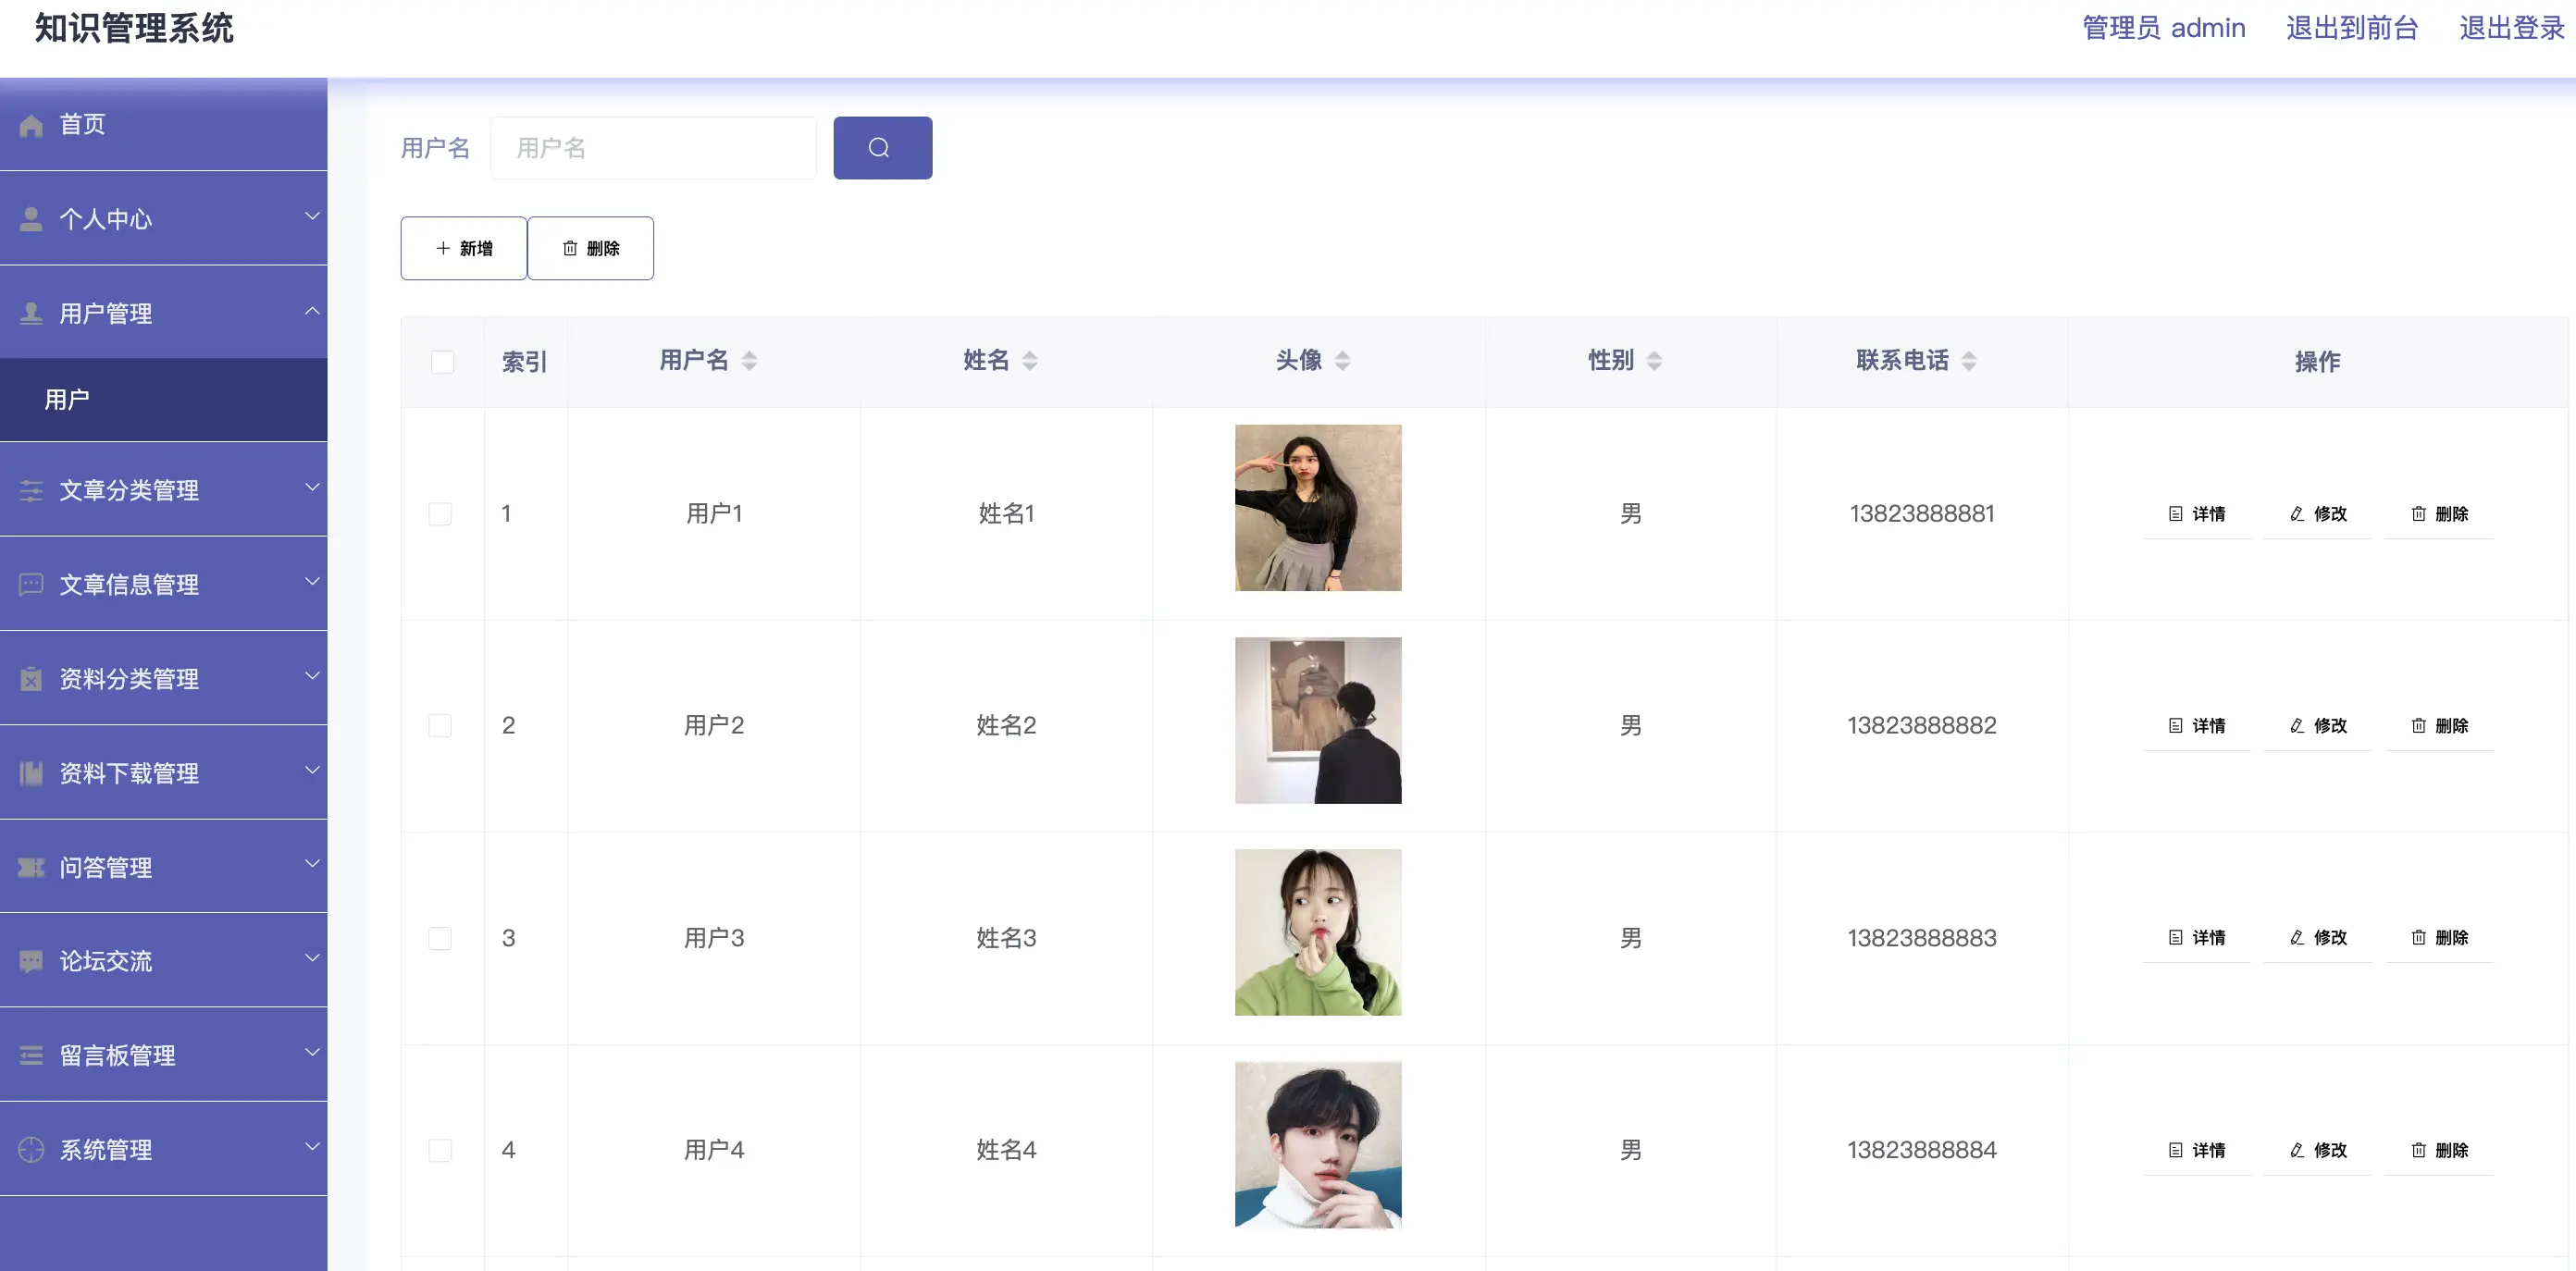 知识管理系统
管理员 admin 退出到前台 退出登录
首页
个人中心
用户管理
用户
文章分类管理
文章信息管理
资料分类管理
资料下载管理
问答管理
论坛交流
留言板管理
系统管理
用户名 用户名
新增 删除
索引 用户名 姓名 头像 性别 联系电话 操作
1 用户1 姓名1 男 13823888881 详情 修改 删除
2 用户2 姓名2 男 13823888882 详情 修改 删除
3 用户3 姓名3 男 13823888883 详情 修改 删除
4 用户4 姓名4 男 13823888884 详情 修改 删除